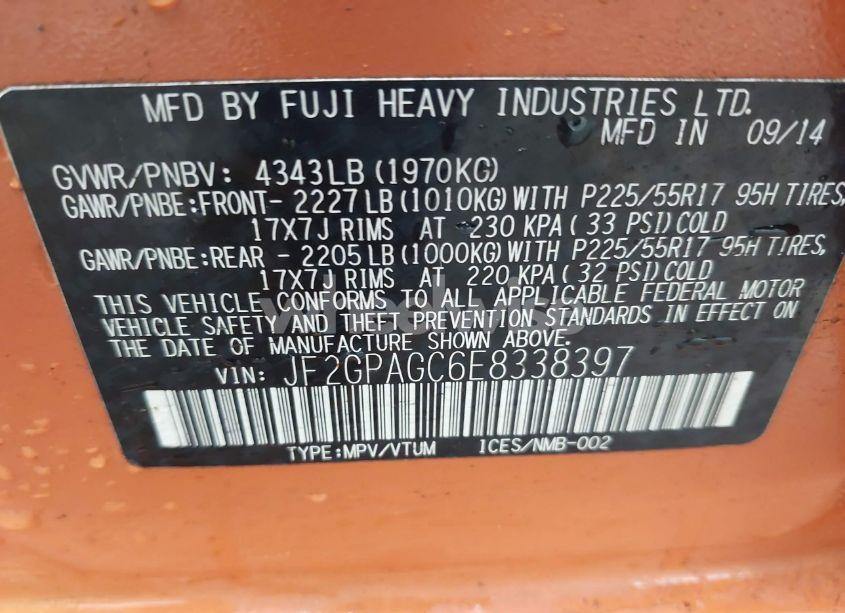 MFD BY FUJI HEAVY INDUSTRIES LTD.
MFD IN 09/14
GVWR/PNBV: 4343LB (1970KG)
GAWR/PNBE:FRONT- 2227LB (1010KG) WITH P225/55R17 95H TIRES,
17X7J RIMS AT 230 KPA ( 33 PSI) COLD
GAWR/PNBE:REAR - 2205LB (1000KG) WITH P225/55R17 95H TIRES,
17X7J RIMS AT 220 KPA ( 32 PSI) COLD
THIS VEHICLE CONFORMS TO ALL APPLICABLE FEDERAL MOTOR
VEHICLE SAFETY AND THEFT PREVENTION STANDARDS IN EFFECT ON
THE DATE OF MANUFACTURE SHOWN ABOVE.
VIN: JF2GPAGC6E8338397
TYPE:MPV/VTUM ICES/NMB-002